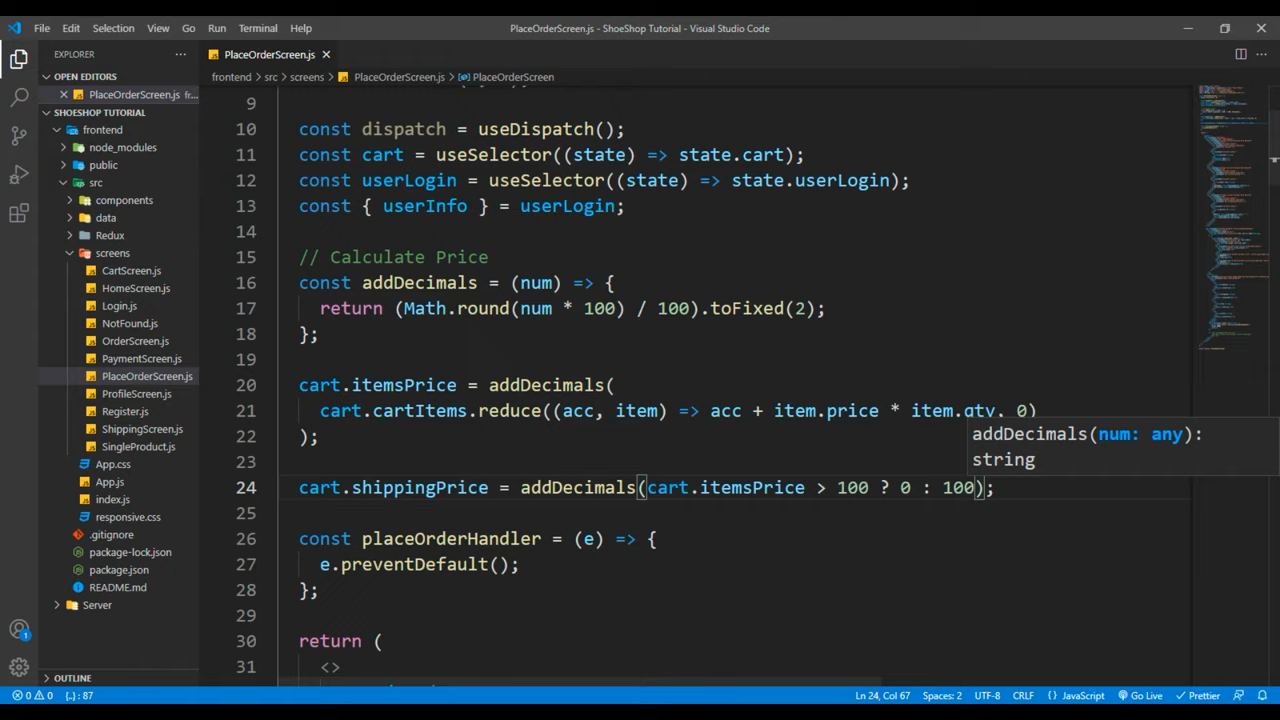 File Edit Selection View Go Run Terminal Help
PlaceOrderScreen.js - ShoeShop Tutorial - Visual Studio Code
EXPLORER
PlaceOrderScreen.js
OPEN EDITORS
PlaceOrderScreen.js fr...
SHOESHOP TUTORIAL
frontend
node_modules
public
src
components
data
Redux
screens
CartScreen.js
HomeScreen.js
Login.js
NotFound.js
OrderScreen.js
PaymentScreen.js
PlaceOrderScreen.js
ProfileScreen.js
Register.js
ShippingScreen.js
SingleProduct.js
App.css
App.js
index.js
responsive.css
.gitignore
package-lock.json
package.json
README.md
Server
OUTLINE
frontend > src > screens > PlaceOrderScreen.js > PlaceOrderScreen
9
10 const dispatch = useDispatch();
11 const cart = useSelector((state) => state.cart);
12 const userLogin = useSelector((state) => state.userLogin);
13 const { userInfo } = userLogin;
14
15 // Calculate Price
16 const addDecimals = (num) => {
17 return (Math.round(num * 100) / 100).toFixed(2);
18 };
19
20 cart.itemsPrice = addDecimals(
21 cart.cartItems.reduce((acc, item) => acc + item.price * item.qty, 0)
22 );
addDecimals(num: any):
string
23
24 cart.shippingPrice = addDecimals(cart.itemsPrice > 100 ? 0 : 100);
25
26 const placeOrderHandler = (e) => {
27 e.preventDefault();
28 };
29
30 return (
31 <>
1
0 0 {..} : 87
Ln 24, Col 67 Spaces: 2 UTF-8 CRLF {} JavaScript Go Live Prettier